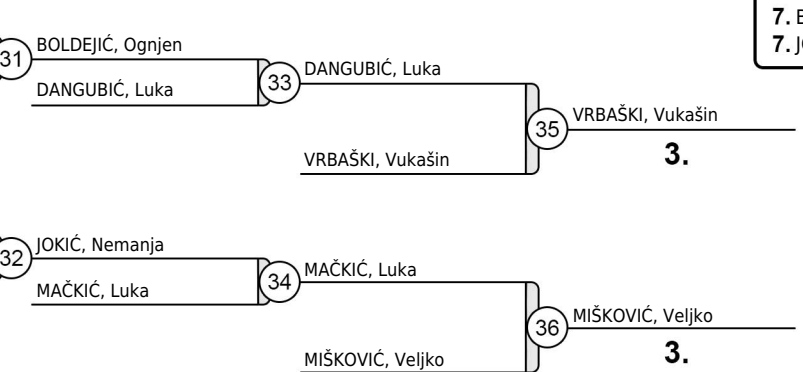 7.
7.
31
BOLDEJIĆ, Ognjen
DANGUBIĆ, Luka
33
DANGUBIĆ, Luka
VRBAŠKI, Vukašin
35
VRBAŠKI, Vukašin
3.
32
JOKIĆ, Nemanja
MAČKIĆ, Luka
34
MAČKIĆ, Luka
MIŠKOVIĆ, Veljko
36
MIŠKOVIĆ, Veljko
3.